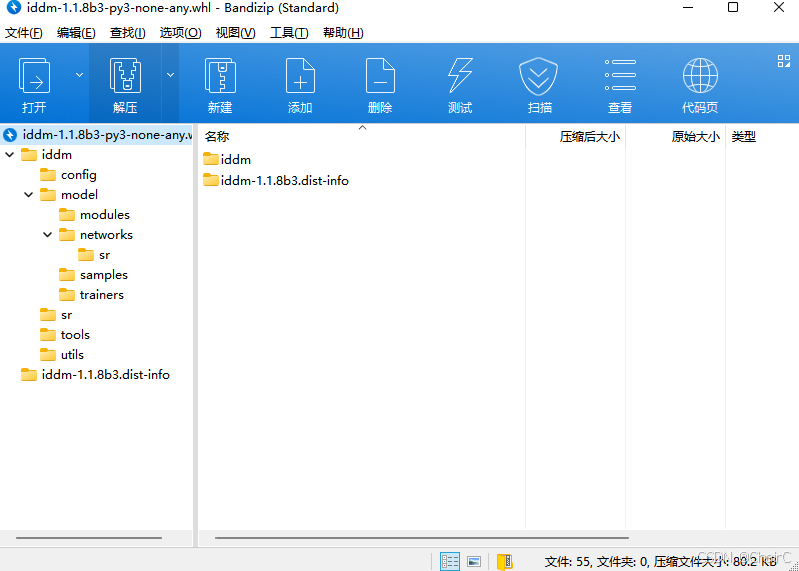 iddm-1.1.8b3-py3-none-any.whl - Bandizip (Standard)
文件(F) 编辑(E) 查找(I) 选项(O) 视图(V) 工具(T) 帮助(H)
打开 解压 新建 添加 删除 测试 扫描 查看 代码页
iddm-1.1.8b3-py3-none-any.w
iddm
config
model
modules
networks
sr
samples
trainers
sr
tools
utils
iddm-1.1.8b3.dist-info
名称 压缩后大小 原始大小 类型
iddm
iddm-1.1.8b3.dist-info
文件: 55, 文件夹: 0, 压缩文件大小: 80.2 KB